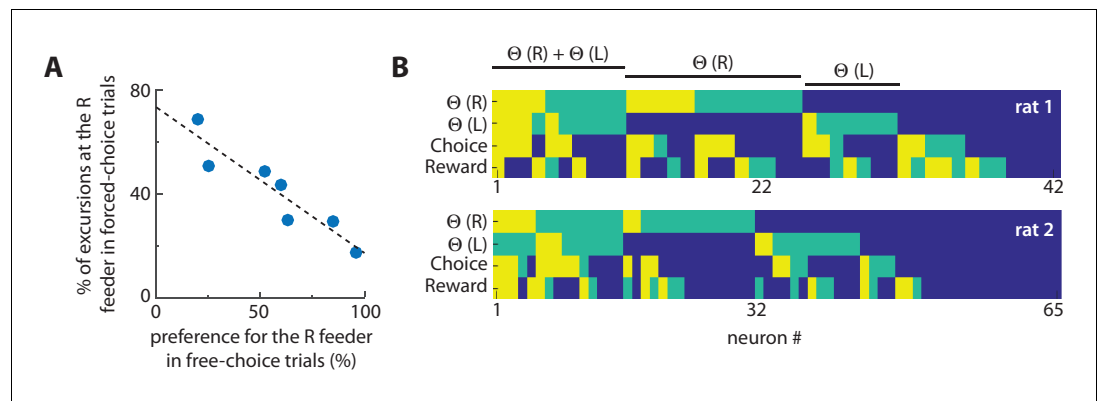 A
% of excursions at the R
feeder in forced-choice trials
80
40
0
0
50
100
preference for the R feeder
in free-choice trials (%)
B
Θ (R) + Θ (L)
Θ (R)
Θ (L)
Θ (R)
Θ (L)
Choice
Reward
rat 1
1
22
42
Θ (R)
Θ (L)
Choice
Reward
rat 2
1
32
65
neuron #